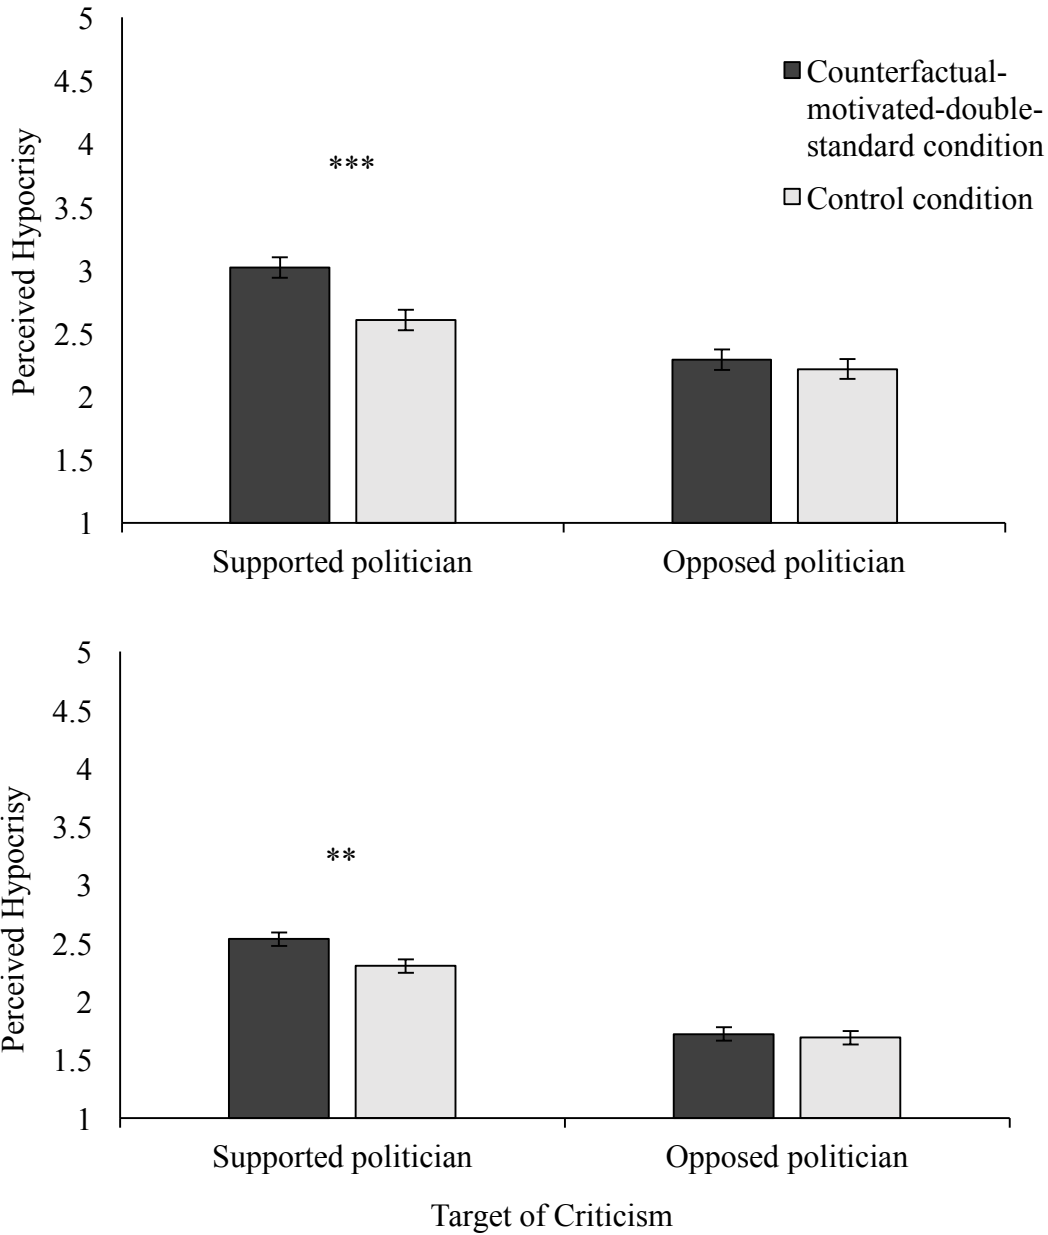 5
4.5
4
3.5
3
2.5
2
1.5
1
Perceived Hypocrisy
***
Counterfactual-
motivated-double-
standard condition
Control condition
Supported politician
Opposed politician
5
4.5
4
3.5
3
2.5
2
1.5
1
Perceived Hypocrisy
**
Supported politician
Opposed politician
Target of Criticism